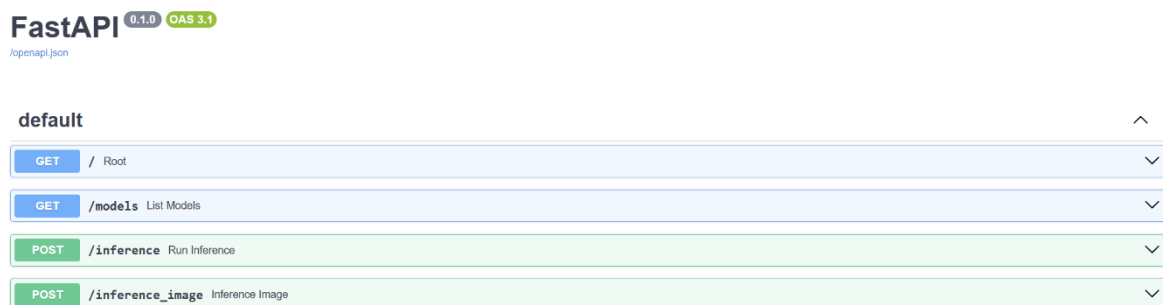 FastAPI 0.1.0 OAS 3.1
/openapi.json
default
GET / Root
GET /models List Models
POST /inference Run Inference
POST /inference_image Inference Image